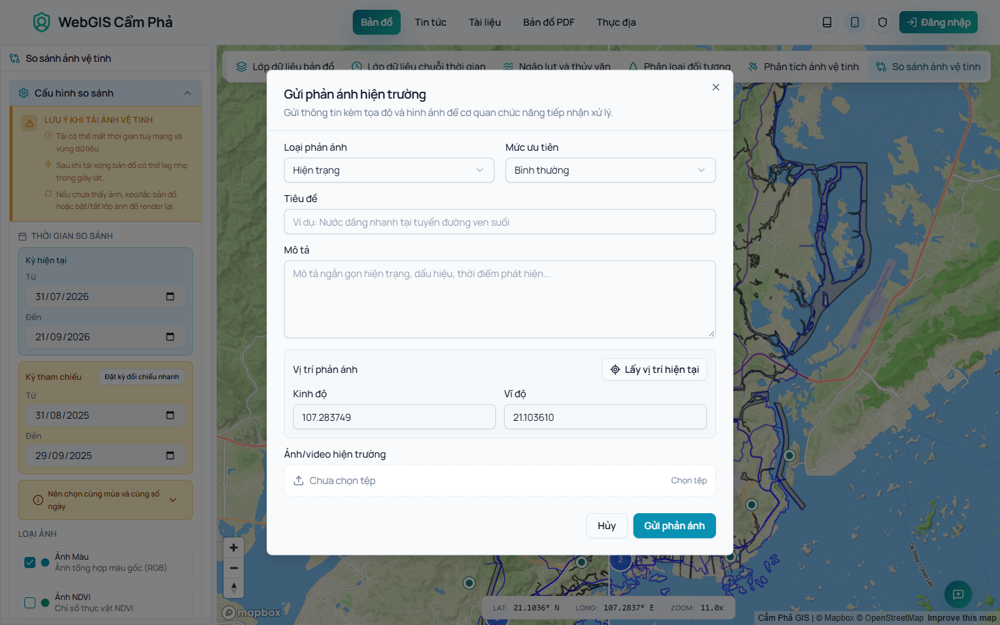 WebGIS Cẩm Phả
Bản đồ
Tin tức
Tài liệu
Bản đồ PDF
Thực địa
Đăng nhập
So sánh ảnh vệ tinh
Lớp dữ liệu bản đồ
Lớp dữ liệu chuỗi thời gian
Ngập lụt và thủy văn
Phân loại đối tượng
Phân tích ảnh vệ tinh
So sánh ảnh vệ tinh
Cấu hình so sánh
LƯU Ý KHI TẢI ẢNH VỆ TINH
Tải có thể mất thời gian tuỳ mạng và
vùng dữ liệu.
Sau khi tải xong bản đồ có thể lag nhẹ
trong giây lát.
Nếu chưa thấy ảnh, kéo/lắc bản đồ
hoặc bật/tắt lớp ảnh để render lại.
THỜI GIAN SO SÁNH
Kỳ hiện tại
Từ
31/07/2026
Đến
21/09/2026
Kỳ tham chiếu
Đặt kỳ đối chiếu nhanh
Từ
31/08/2025
Đến
29/09/2025
Nên chọn cùng mùa và cùng số
ngày
LOẠI ẢNH
Ảnh Màu
Ảnh tổng hợp màu gốc (RGB)
Ảnh NDVI
Chỉ số thực vật NDVI
Gửi phản ánh hiện trường
Gửi thông tin kèm tọa độ và hình ảnh để cơ quan chức năng tiếp nhận xử lý.
Loại phản ánh
Mức ưu tiên
Hiện trạng
Bình thường
Tiêu đề
Ví dụ: Nước dâng nhanh tại tuyến đường ven suối
Mô tả
Mô tả ngắn gọn hiện trạng, dấu hiệu, thời điểm phát hiện...
Vị trí phản ánh
Lấy vị trí hiện tại
Kinh độ
Vĩ độ
107.283749
21.103610
Ảnh/video hiện trường
Chưa chọn tệp
Chọn tệp
Hủy
Gửi phản ánh
2
LAT: 21.1036° N
LONG: 107.2837° E
ZOOM: 11.0x
mapbox
Cẩm Phả GIS | © Mapbox © OpenStreetMap Improve this map